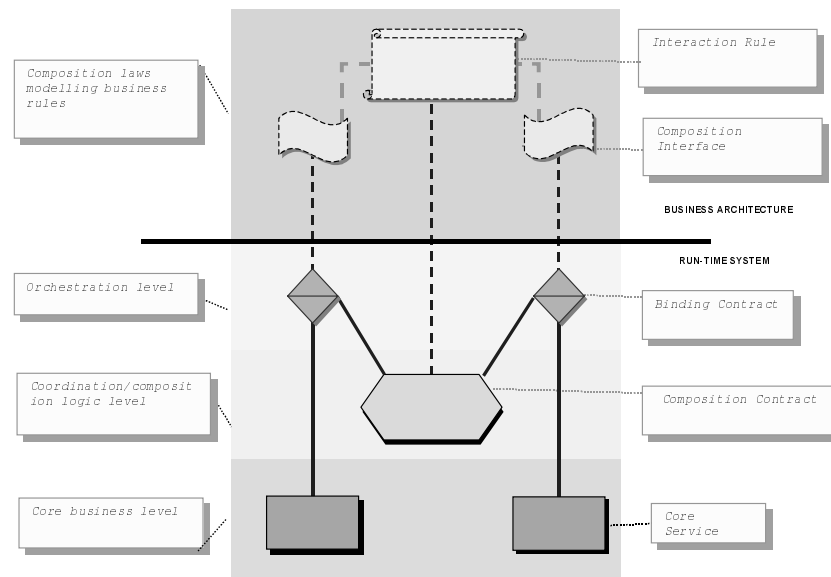 Interaction Rule
Composition laws
modelling business
rules
Composition
Interface
BUSINESS ARCHITECTURE
RUN-TIME SYSTEM
Orchestration level
Binding Contract
Coordination/composit
ion logic level
Composition Contract
Core business level
Core
Service